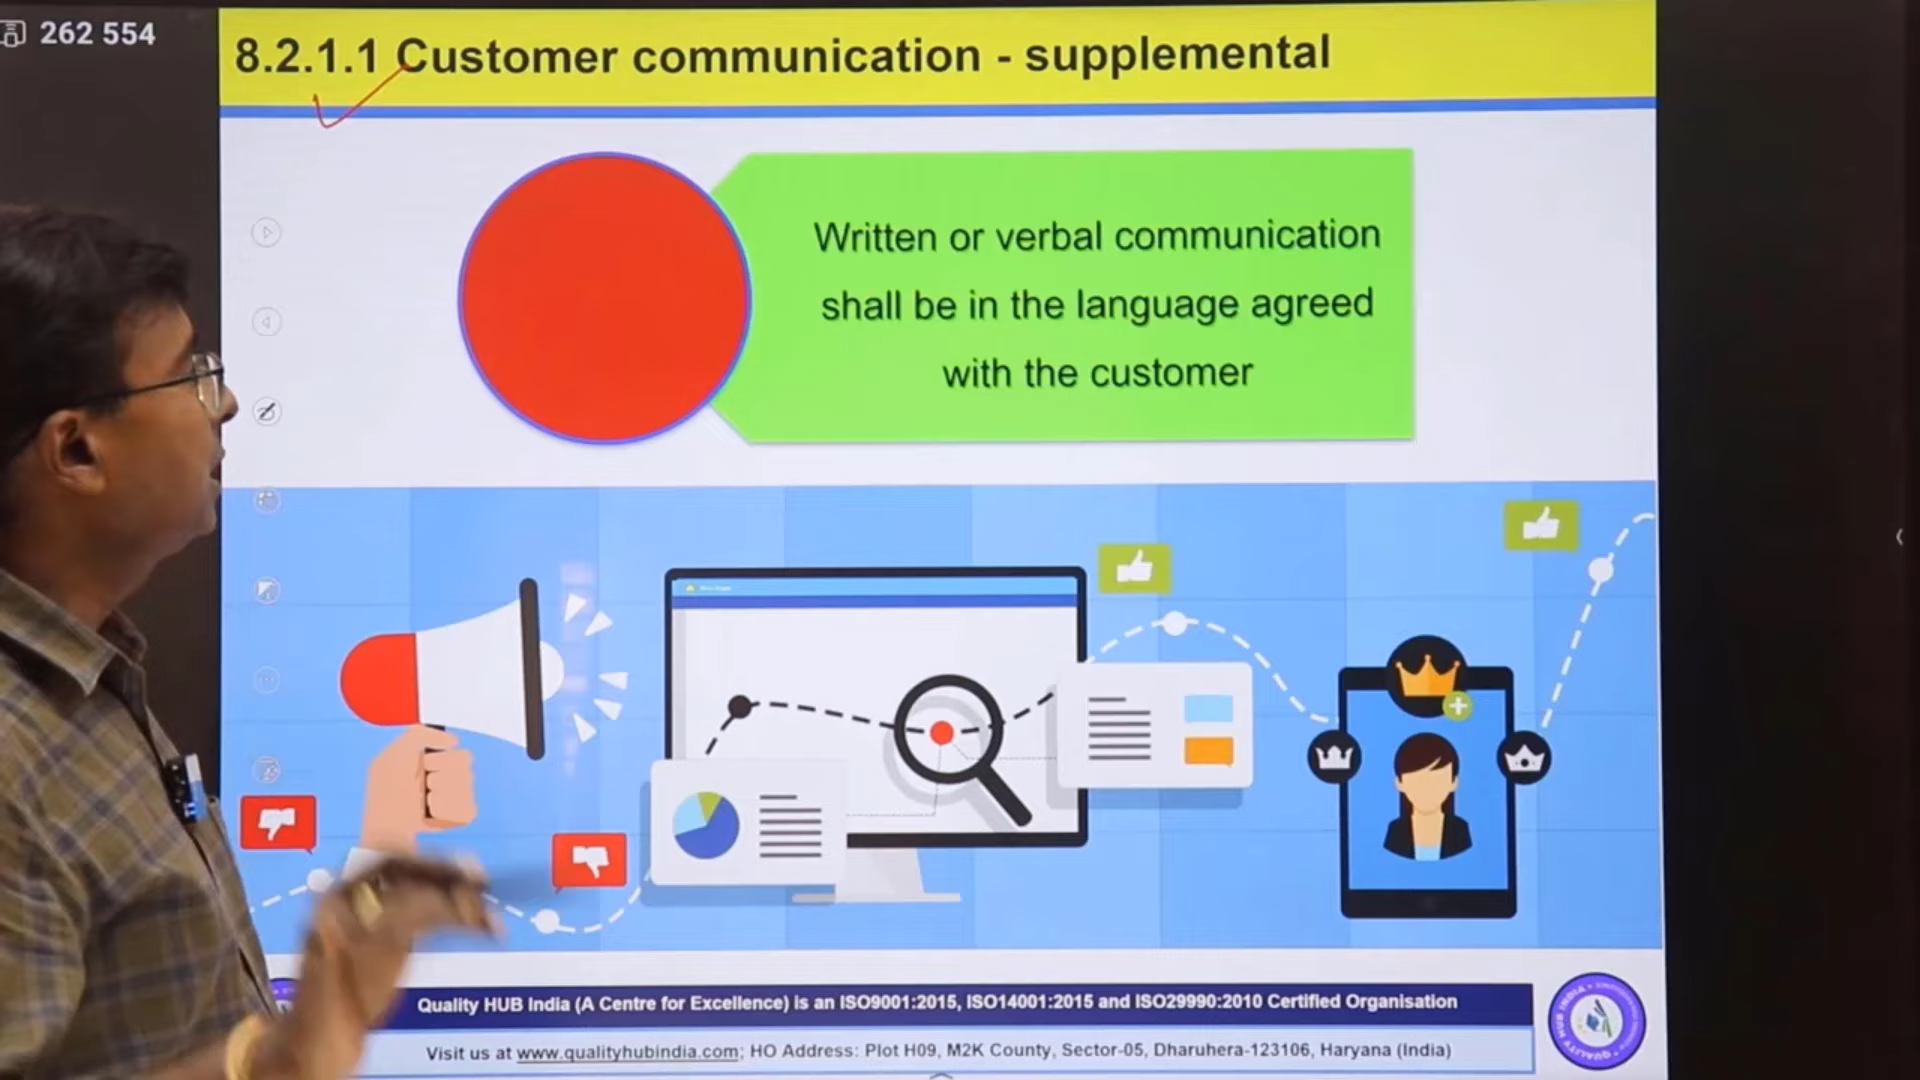 262 554
8.2.1.1 Customer communication - supplemental
Written or verbal communication
shall be in the language agreed
with the customer
Quality HUB India (A Centre for Excellence) is an ISO9001:2015, ISO14001:2015 and ISO29990:2010 Certified Organisation
Visit us at www.qualityhubindia.com; HO Address: Plot H09, M2K County, Sector-05, Dharuhera-123106, Haryana (India)
QUALITY HUB INDIA